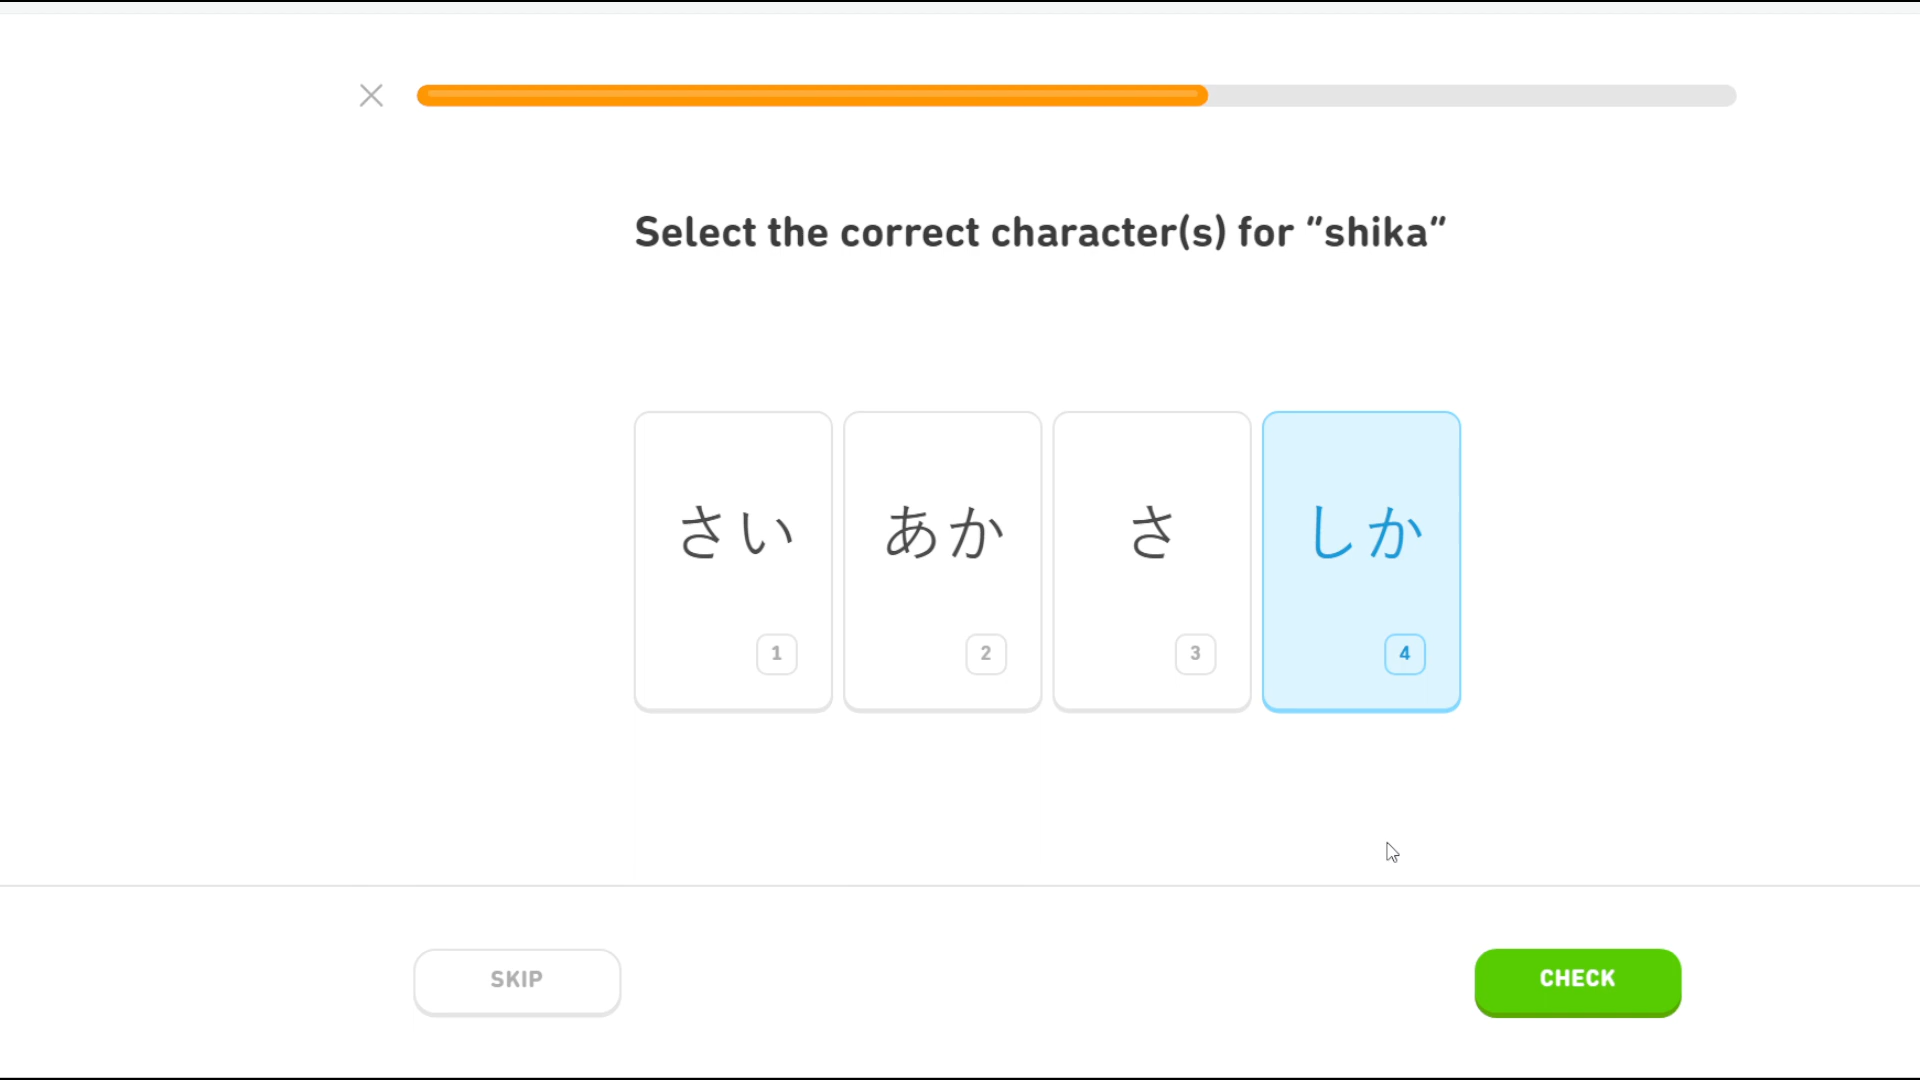 Select the correct character(s) for "shika"
さい
あか
さ
しか
1
2
3
4
SKIP
CHECK